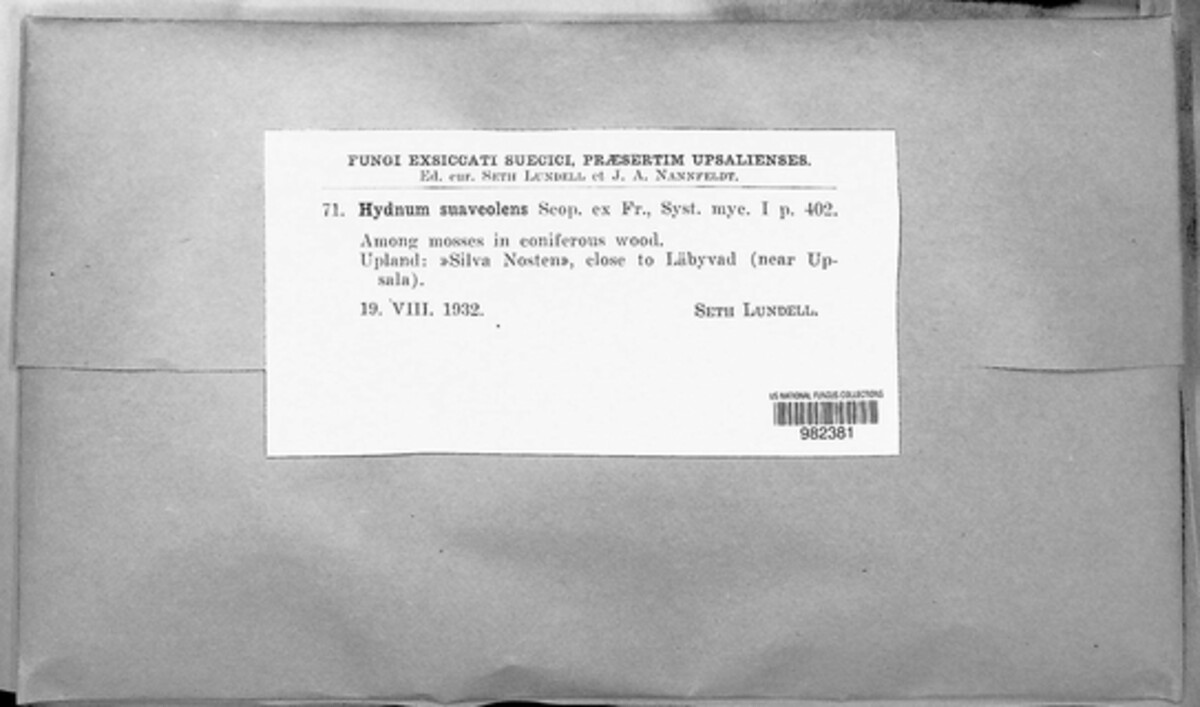 FUNGI EXSICCATI SUECICI, PRÆSERTIM UPSALIENSES.
Ed. cur. SETH LUNDELL et J. A. NANNFELDT.
71. Hydnum suaveolens Scop. ex Fr., Syst. myc. I p. 402.
Among mosses in coniferous wood.
Upland: »Silva Nosten», close to Läbyvad (near Up-
sala).
19. VIII. 1932. SETH LUNDELL.
US NATIONAL FUNGUS COLLECTIONS
982381